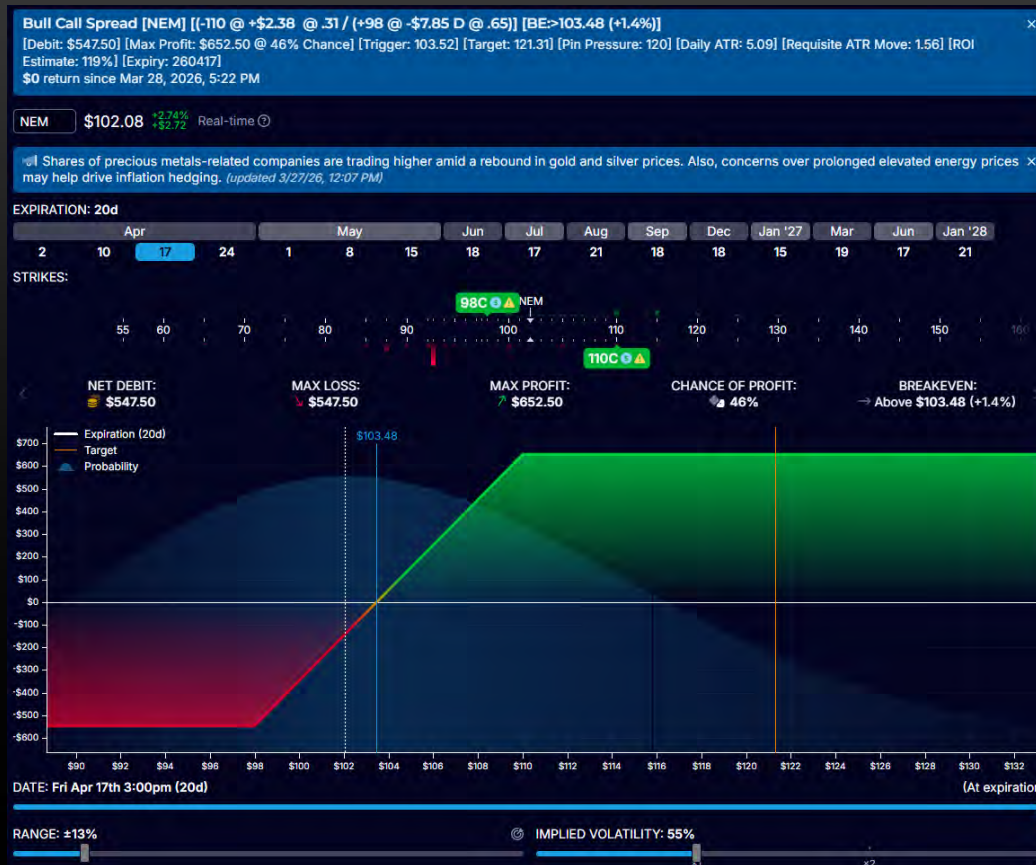 Bull Call Spread [NEM] [(-110 @ +$2.38 @ .31 / (+98 @ -$7.85 D @ .65)] [BE:>103.48 (+1.4%)]
[Debit: $547.50] [Max Profit: $652.50 @ 46% Chance] [Trigger: 103.52] [Target: 121.31] [Pin Pressure: 120] [Daily ATR: 5.09] [Requisite ATR Move: 1.56] [ROI
Estimate: 119%] [Expiry: 260417]
$0 return since Mar 28, 2026, 5:22 PM
NEM $102.08 +2.74% +$2.72 Real-time
Shares of precious metals-related companies are trading higher amid a rebound in gold and silver prices. Also, concerns over prolonged elevated energy prices
may help drive inflation hedging. (updated 3/27/26, 12:07 PM)
EXPIRATION: 20d
Apr May Jun Jul Aug Sep Dec Jan '27 Mar Jun Jan '28
2 10 17 24 1 8 15 18 17 21 18 18 15 19 17 21
STRIKES:
98C NEM
55 60 70 80 90 100 110 120 130 140 150 160
110C
NET DEBIT: MAX LOSS: MAX PROFIT: CHANCE OF PROFIT: BREAKEVEN:
$547.50 $547.50 $652.50 46% Above $103.48 (+1.4%)
Expiration (20d)
Target
Probability
$103.48
$700
$600
$500
$400
$300
$200
$100
$0
-$100
-$200
-$300
-$400
-$500
-$600
$90 $92 $94 $96 $98 $100 $102 $104 $106 $108 $110 $112 $114 $116 $118 $120 $122 $124 $126 $128 $130 $132
DATE: Fri Apr 17th 3:00pm (20d) (At expiration
RANGE: ±13% IMPLIED VOLATILITY: 55%
x2